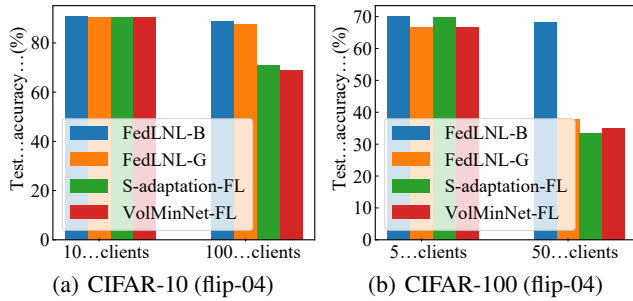 Test...accuracy...(%)
80
60
40
20
0
FedLNL-B
FedLNL-G
S-adaptation-FL
VolMinNet-FL
10...clients
100...clients
(a) CIFAR-10 (flip-04)
Test...accuracy...(%)
70
60
50
40
30
20
10
0
FedLNL-B
FedLNL-G
S-adaptation-FL
VolMinNet-FL
5...clients
50...clients
(b) CIFAR-100 (flip-04)